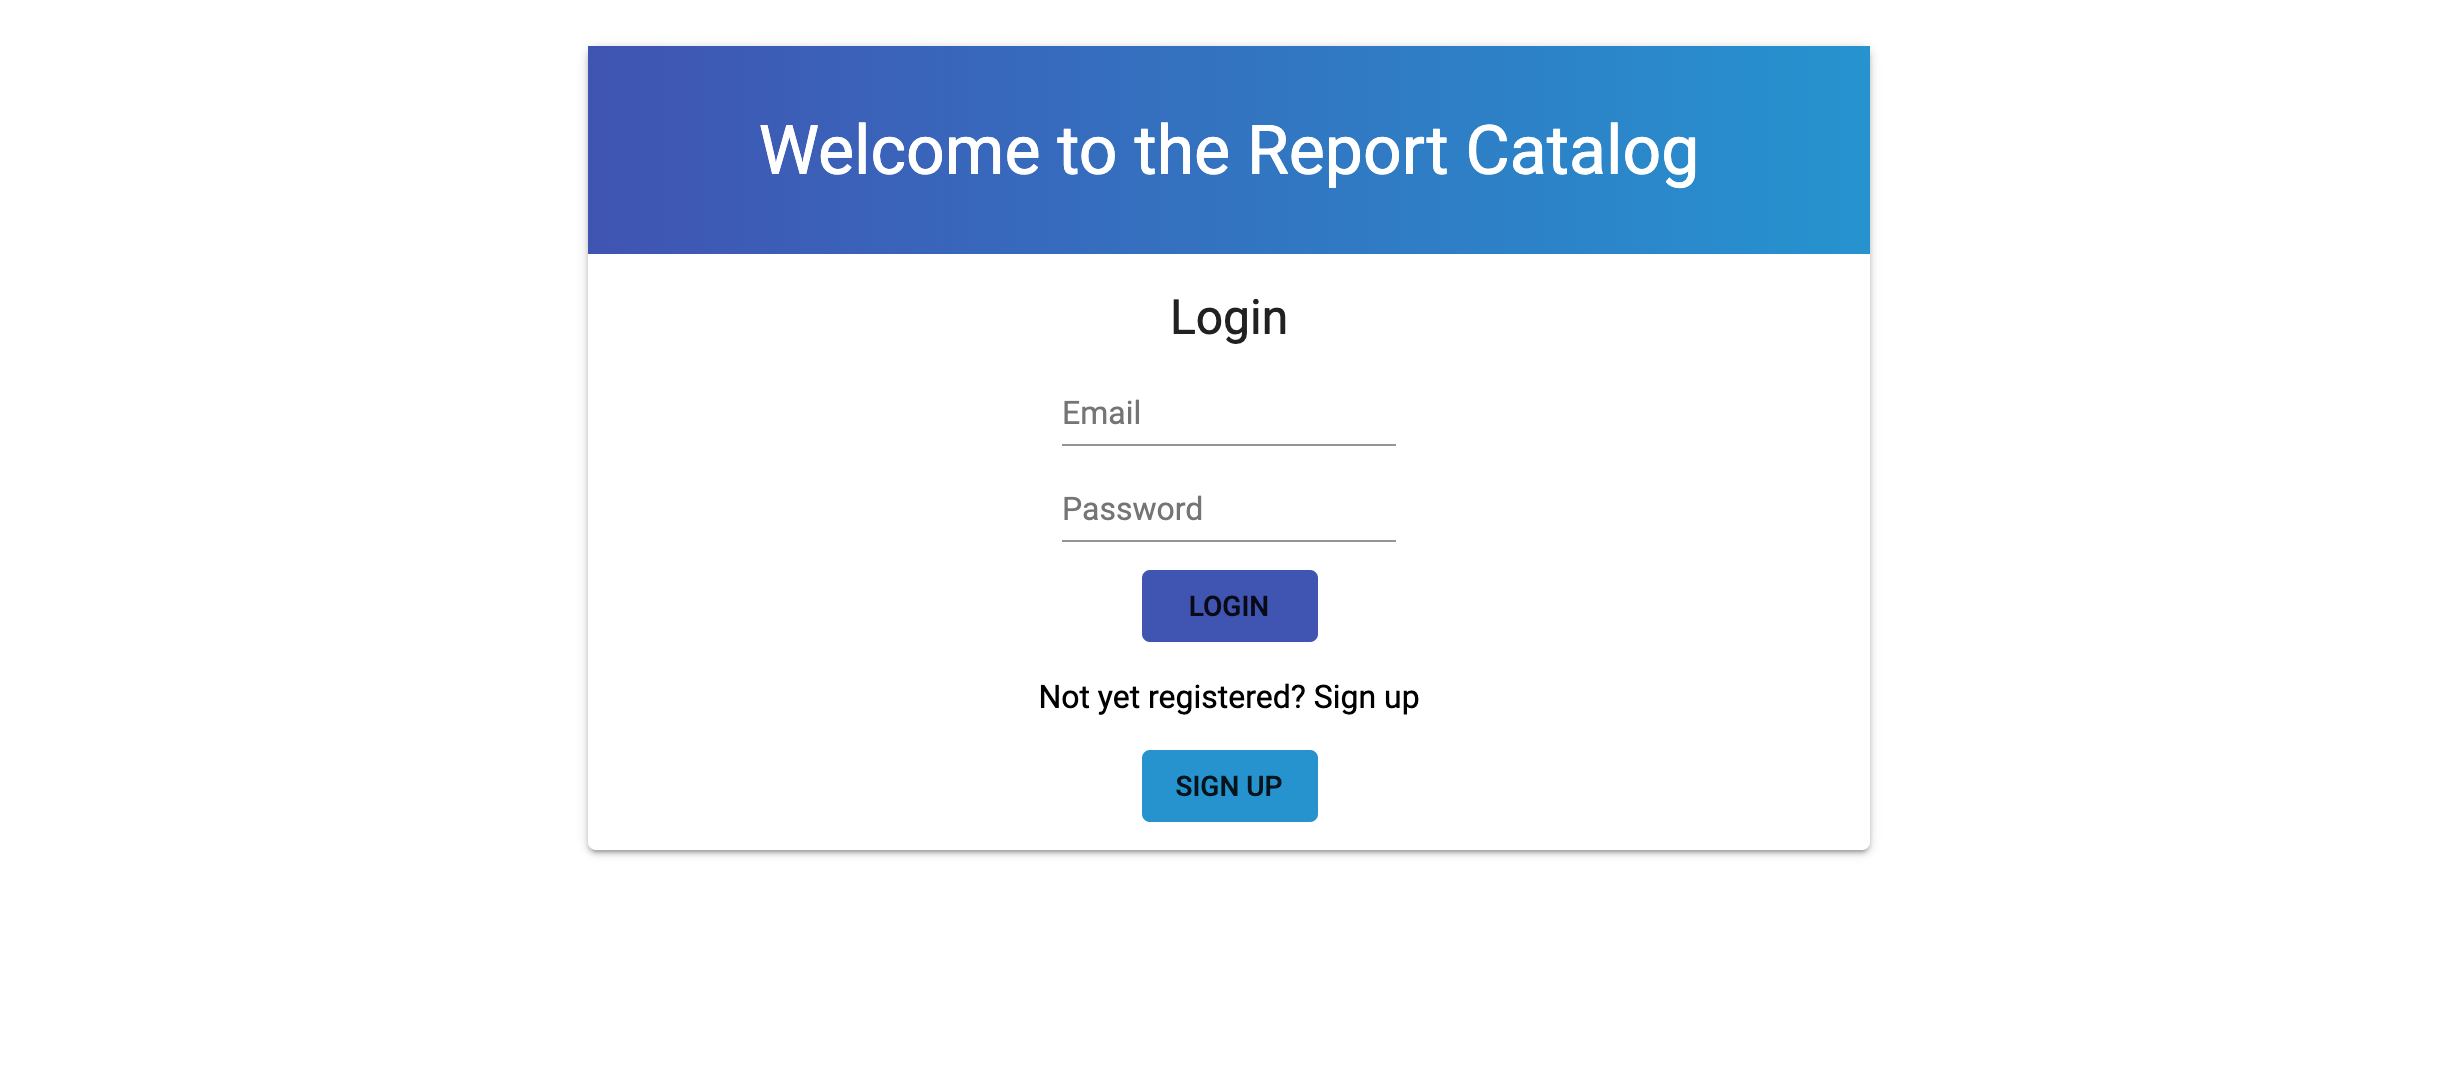 Welcome to the Report Catalog
Login
Email
Password
LOGIN
Not yet registered? Sign up
SIGN UP